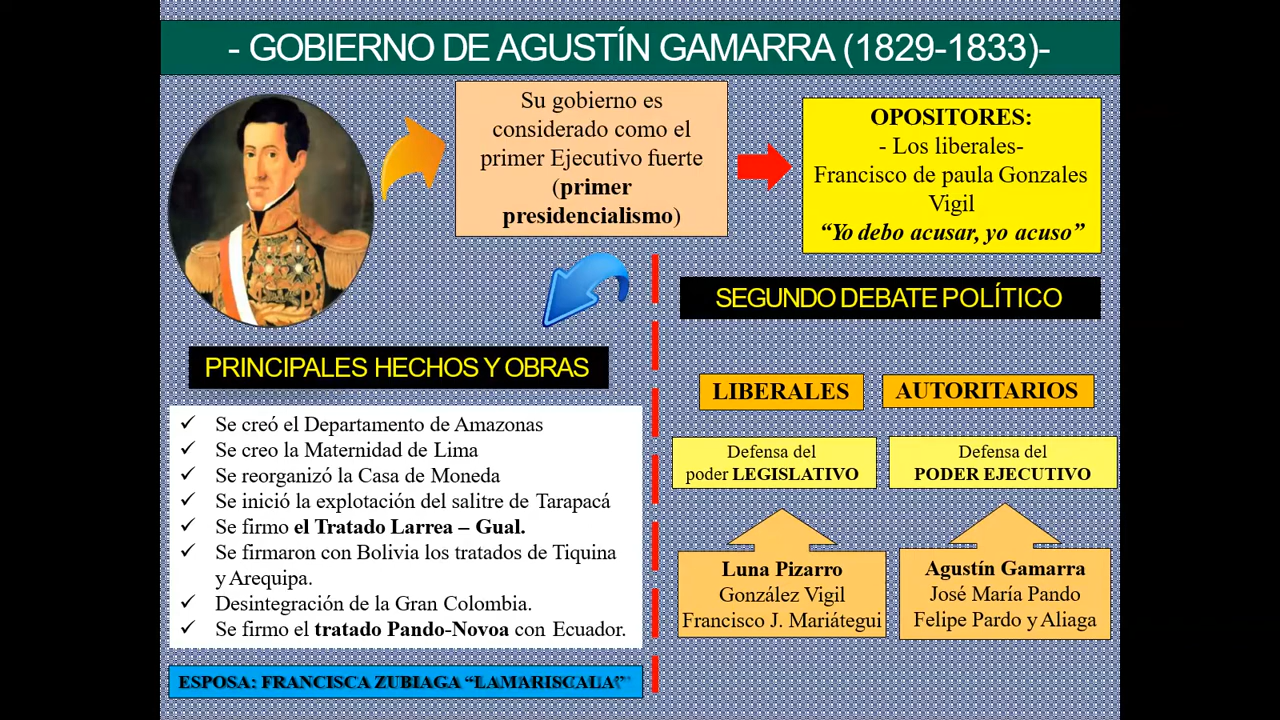 - GOBIERNO DE AGUSTÍN GAMARRA (1829-1833)-
Su gobierno es
considerado como el
primer Ejecutivo fuerte
(primer
presidencialismo)
OPOSITORES:
- Los liberales-
Francisco de paula Gonzales
Vigil
“Yo debo acusar, yo acuso”
PRINCIPALES HECHOS Y OBRAS
✓ Se creó el Departamento de Amazonas
✓ Se creo la Maternidad de Lima
✓ Se reorganizó la Casa de Moneda
✓ Se inició la explotación del salitre de Tarapacá
✓ Se firmo el Tratado Larrea – Gual.
✓ Se firmaron con Bolivia los tratados de Tiquina
y Arequipa.
✓ Desintegración de la Gran Colombia.
✓ Se firmo el tratado Pando-Novoa con Ecuador.
ESPOSA: FRANCISCA ZUBIAGA “LAMARISCALA”
SEGUNDO DEBATE POLÍTICO
LIBERALES
Defensa del
poder LEGISLATIVO
Luna Pizarro
González Vigil
Francisco J. Mariátegui
AUTORITARIOS
Defensa del
PODER EJECUTIVO
Agustín Gamarra
José María Pando
Felipe Pardo y Aliaga